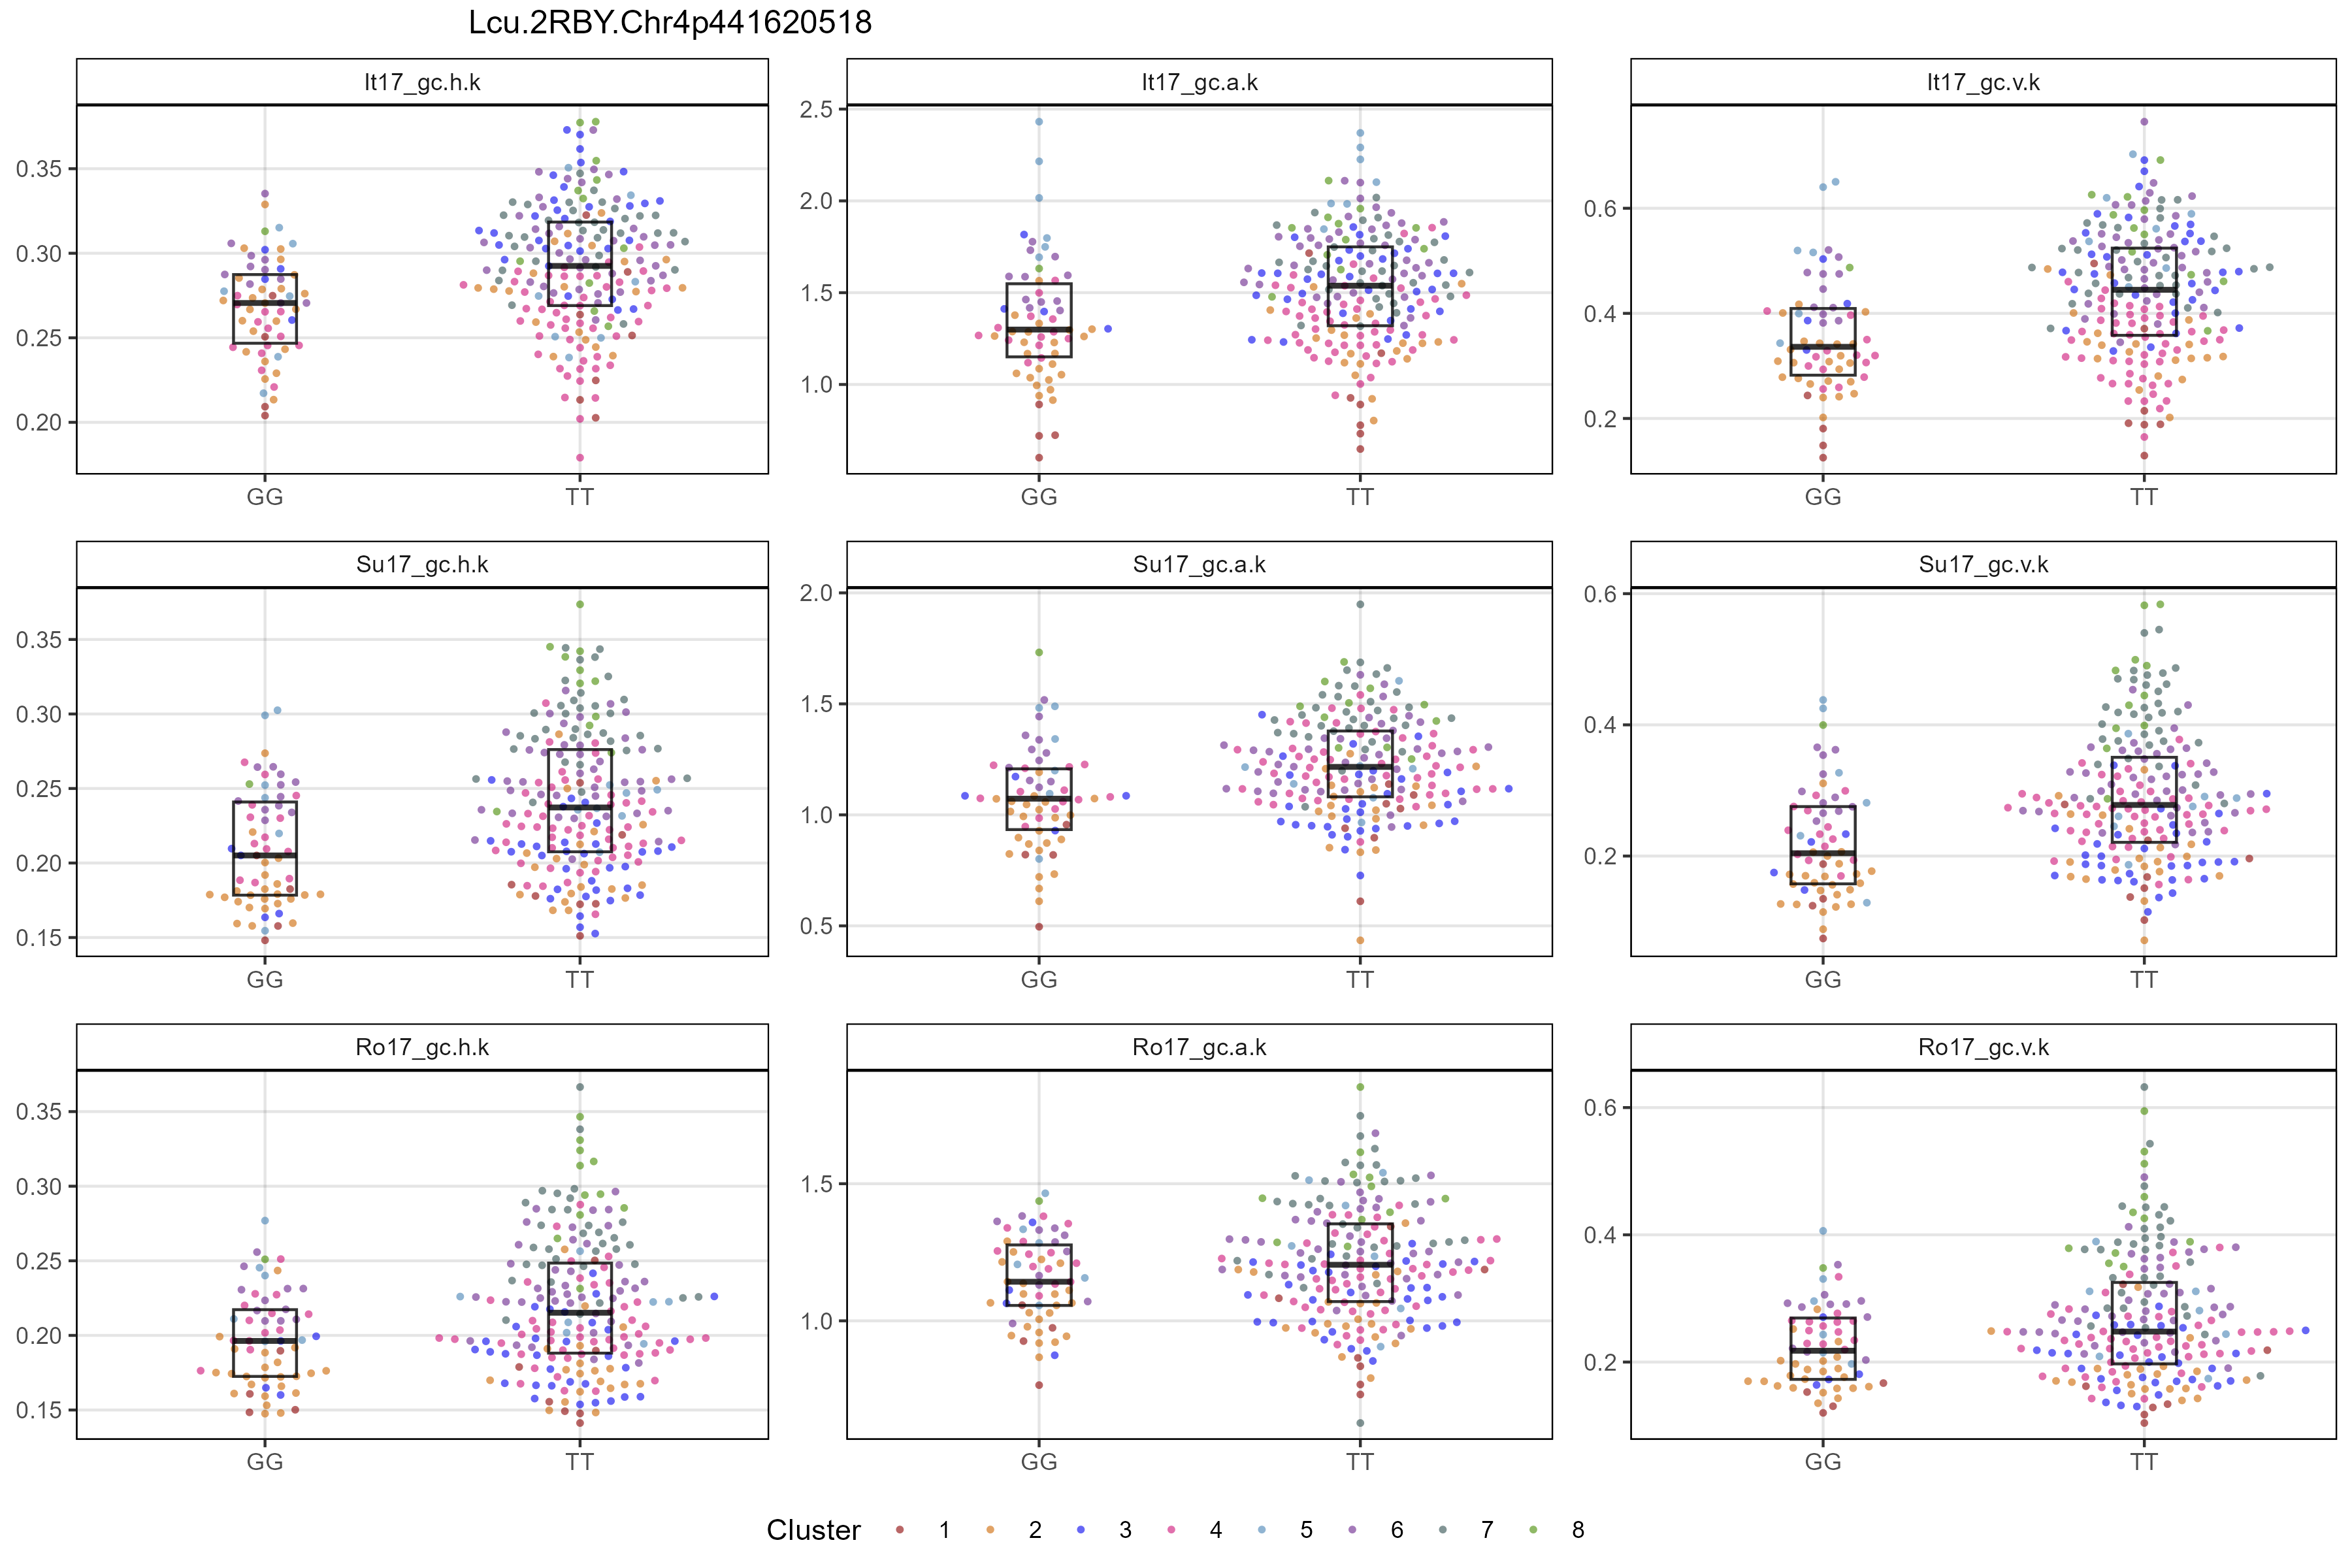 Lcu.2RBY.Chr4p441620518
It17_gc.h.k
It17_gc.a.k
It17_gc.v.k
0.35
0.30
0.25
0.20
GG TT
2.5
2.0
1.5
1.0
GG TT
0.6
0.4
0.2
GG TT
Su17_gc.h.k
Su17_gc.a.k
Su17_gc.v.k
0.35
0.30
0.25
0.20
0.15
GG TT
2.0
1.5
1.0
0.5
GG TT
0.6
0.4
0.2
GG TT
Ro17_gc.h.k
Ro17_gc.a.k
Ro17_gc.v.k
0.35
0.30
0.25
0.20
0.15
GG TT
1.5
1.0
GG TT
0.6
0.4
0.2
GG TT
Cluster 1 2 3 4 5 6 7 8